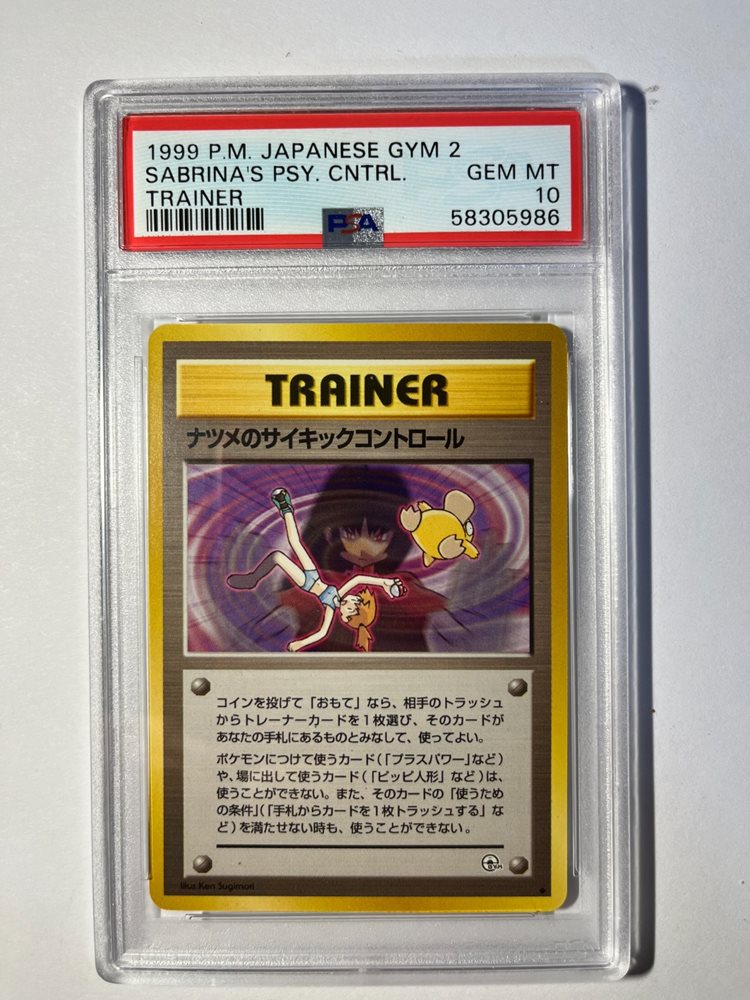 1999 P.M. JAPANESE GYM 2
SABRINA'S PSY. CNTRL. GEM MT
TRAINER 10
PSA 58305986
TRAINER
ナツメのサイキックコントロール
コインを投げて「おもて」なら、相手のトラッシュ
からトレーナーカードを1枚選び、そのカードが
あなたの手札にあるものとみなして、使ってよい。
ポケモンにつけて使うカード(「プラスパワー」など)
や、場に出して使うカード(「ピッピ人形」など)は、
使うことができない。また、そのカードの「使うため
の条件」(「手札からカードを1枚トラッシュする」な
ど)を満たせない時も、使うことができない。
Illus. Ken Sugimori